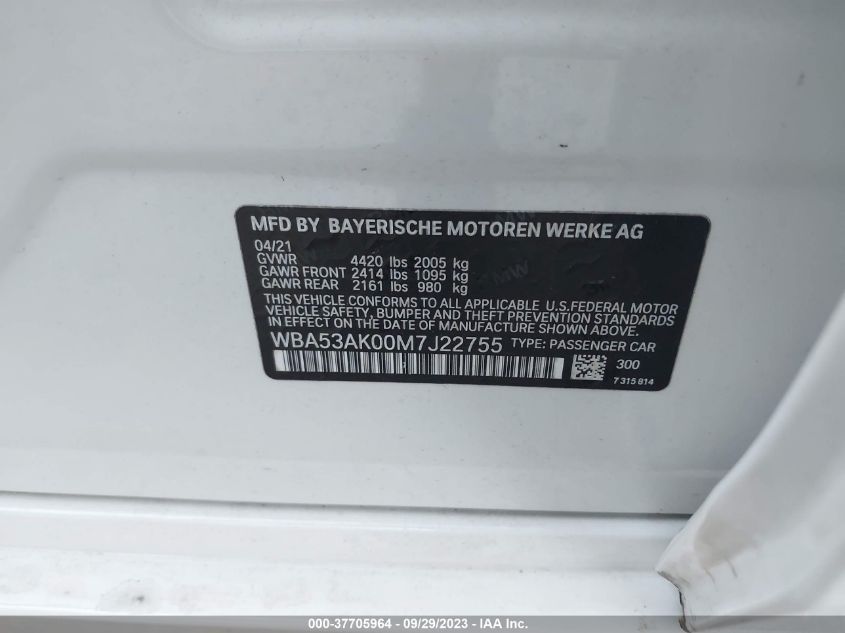 MFD BY BAYERISCHE MOTOREN WERKE AG
04/21
GVWR 4420 lbs 2005 kg
GAWR FRONT 2414 lbs 1095 kg
GAWR REAR 2161 lbs 980 kg
THIS VEHICLE CONFORMS TO ALL APPLICABLE U.S.FEDERAL MOTOR
VEHICLE SAFETY, BUMPER AND THEFT PREVENTION STANDARDS
IN EFFECT ON THE DATE OF MANUFACTURE SHOWN ABOVE.
WBA53AK00M7J22755 TYPE: PASSENGER CAR
300
7 315 814
000-37705964 - 09/29/2023 - IAA Inc.